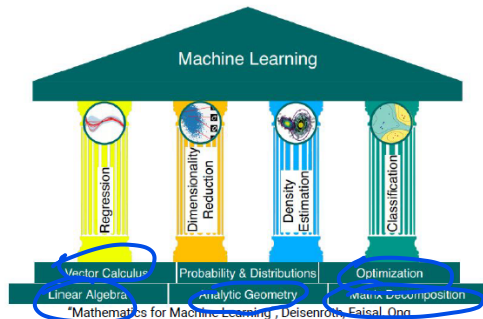 Machine Learning
Regression
Dimensionality
Reduction
Density
Estimation
Classification
Vector Calculus
Probability & Distributions
Optimization
Linear Algebra
Analytic Geometry
Matrix Decomposition
"Mathematics for Machine Learning", Deisenroth, Faisal, Ong